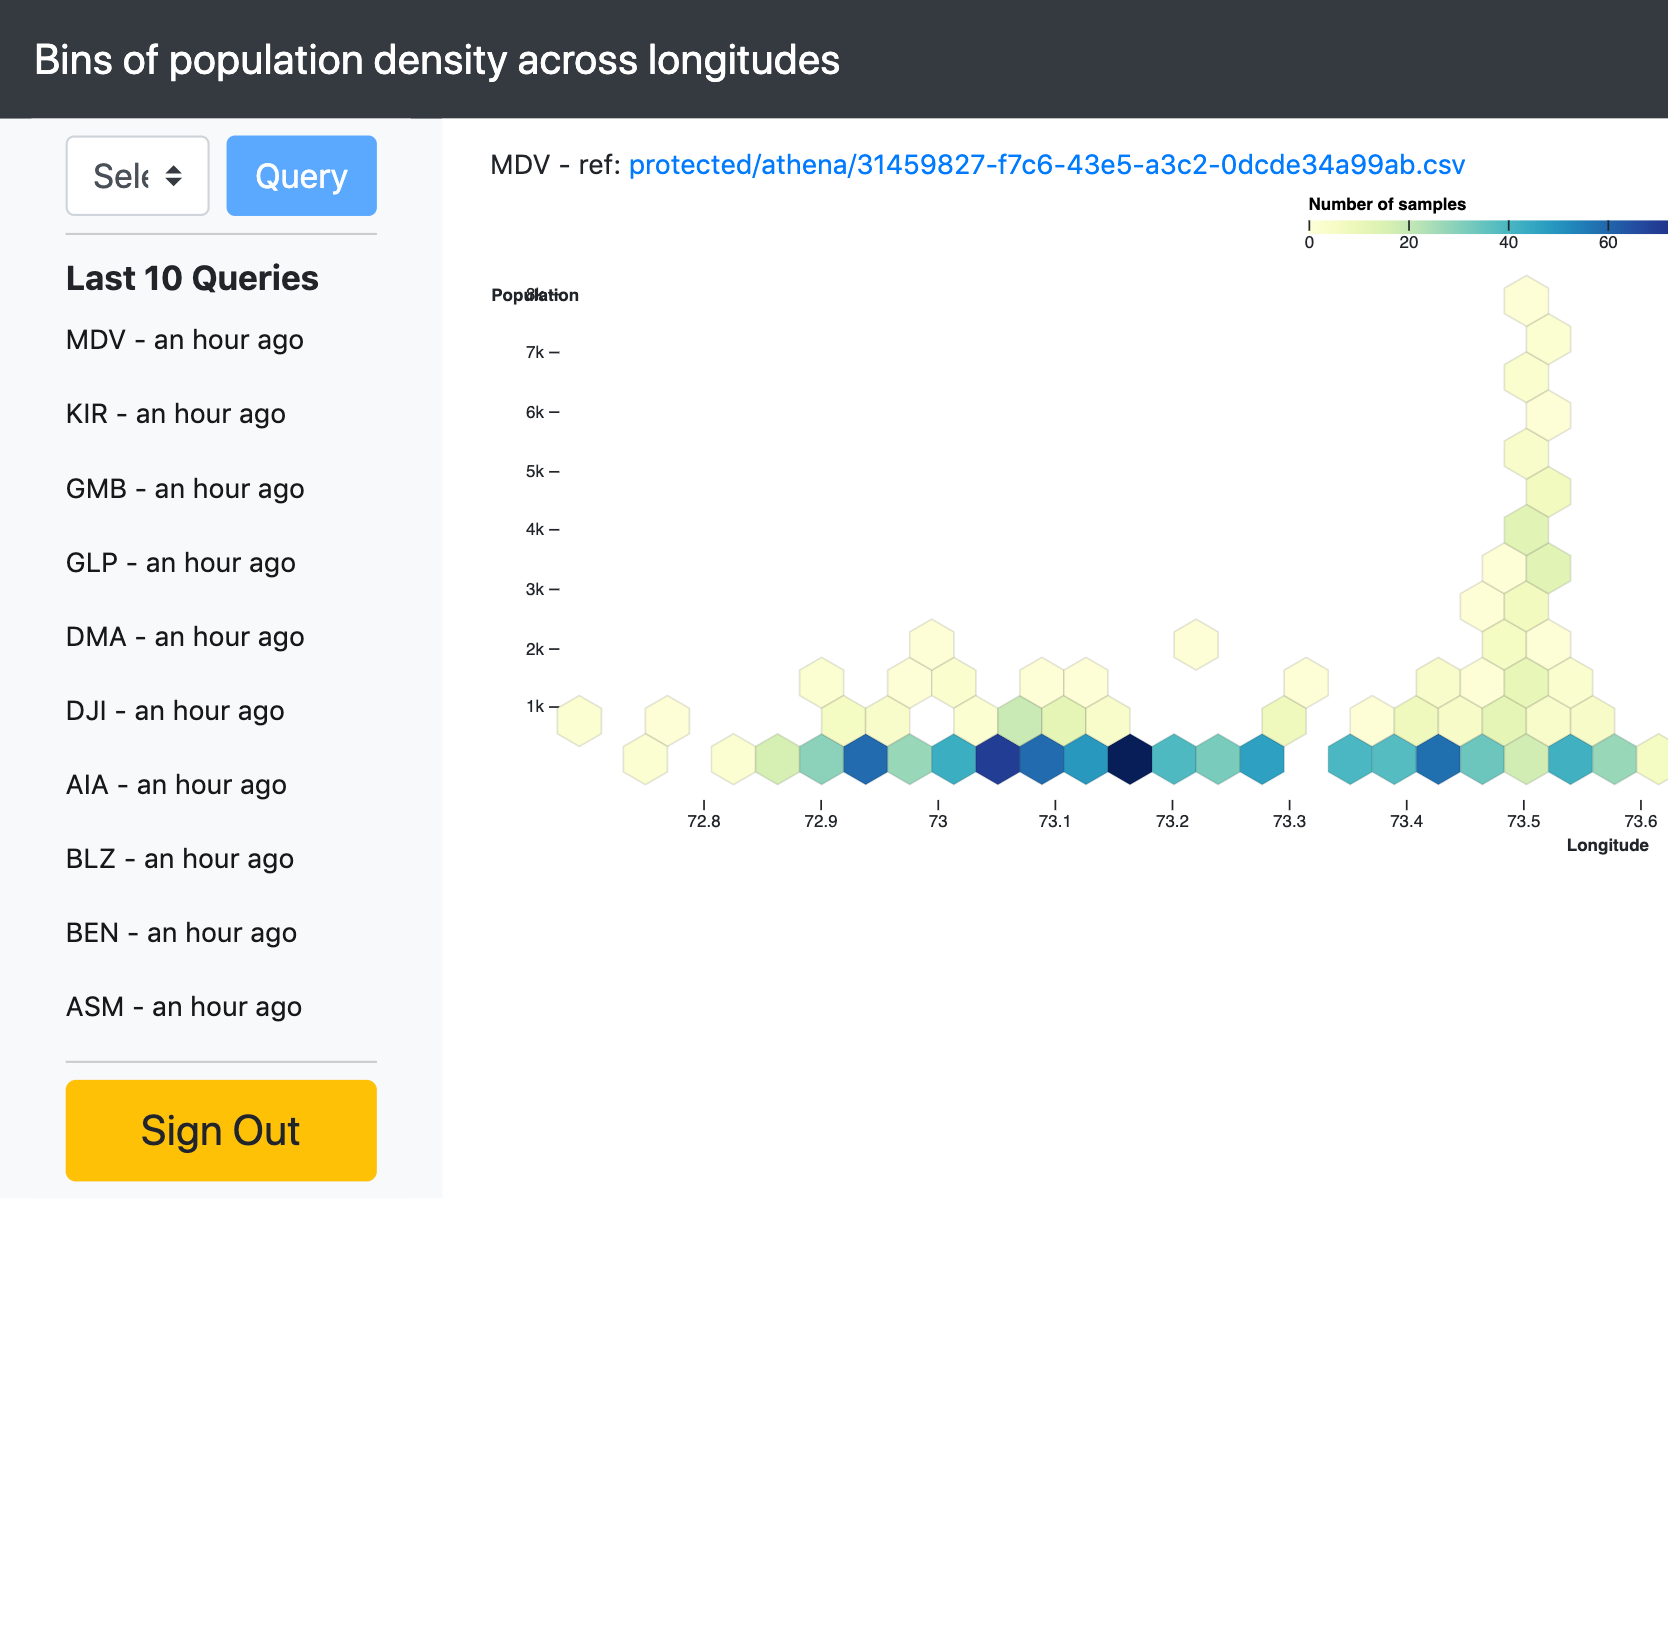 Bins of population density across longitudes
Query
Last 10 Queries
MDV - an hour ago
KIR - an hour ago
GMB - an hour ago
GLP - an hour ago
DMA - an hour ago
DJI - an hour ago
AIA - an hour ago
BLZ - an hour ago
BEN - an hour ago
ASM - an hour ago
Sign Out
MDV - ref: protected/athena/31459827-f7c6-43e5-a3c2-0dcde34a99ab.csv
Number of samples
0 20 40 60
Population
7k
6k
5k
4k
3k
2k
1k
72.8 72.9 73 73.1 73.2 73.3 73.4 73.5 73.6
Longitude